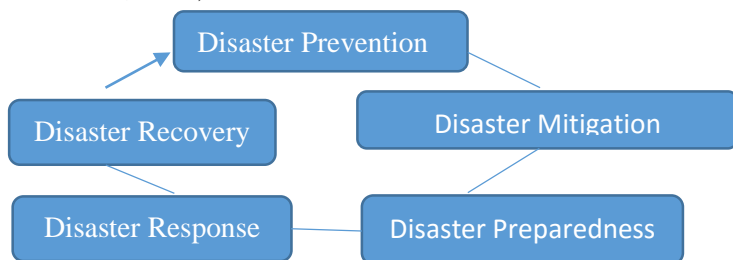 Disaster Prevention
Disaster Recovery
Disaster Mitigation
Disaster Response
Disaster Preparedness